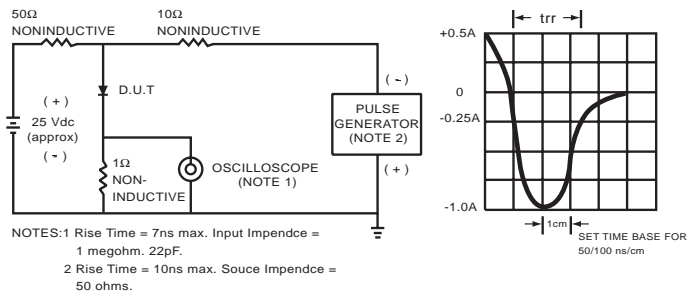 50Ω
NONINDUCTIVE
10Ω
NONINDUCTIVE
D.U.T
( + )
25 Vdc
(approx)
( - )
1Ω
NON-
INDUCTIVE
OSCILLOSCOPE
(NOTE 1)
( - )
PULSE
GENERATOR
(NOTE 2)
( + )
NOTES:1 Rise Time = 7ns max. Input Impendce =
1 megohm. 22pF.
2 Rise Time = 10ns max. Souce Impendce =
50 ohms.
trr
+0.5A
0
-0.25A
-1.0A
1cm
SET TIME BASE FOR
50/100 ns/cm